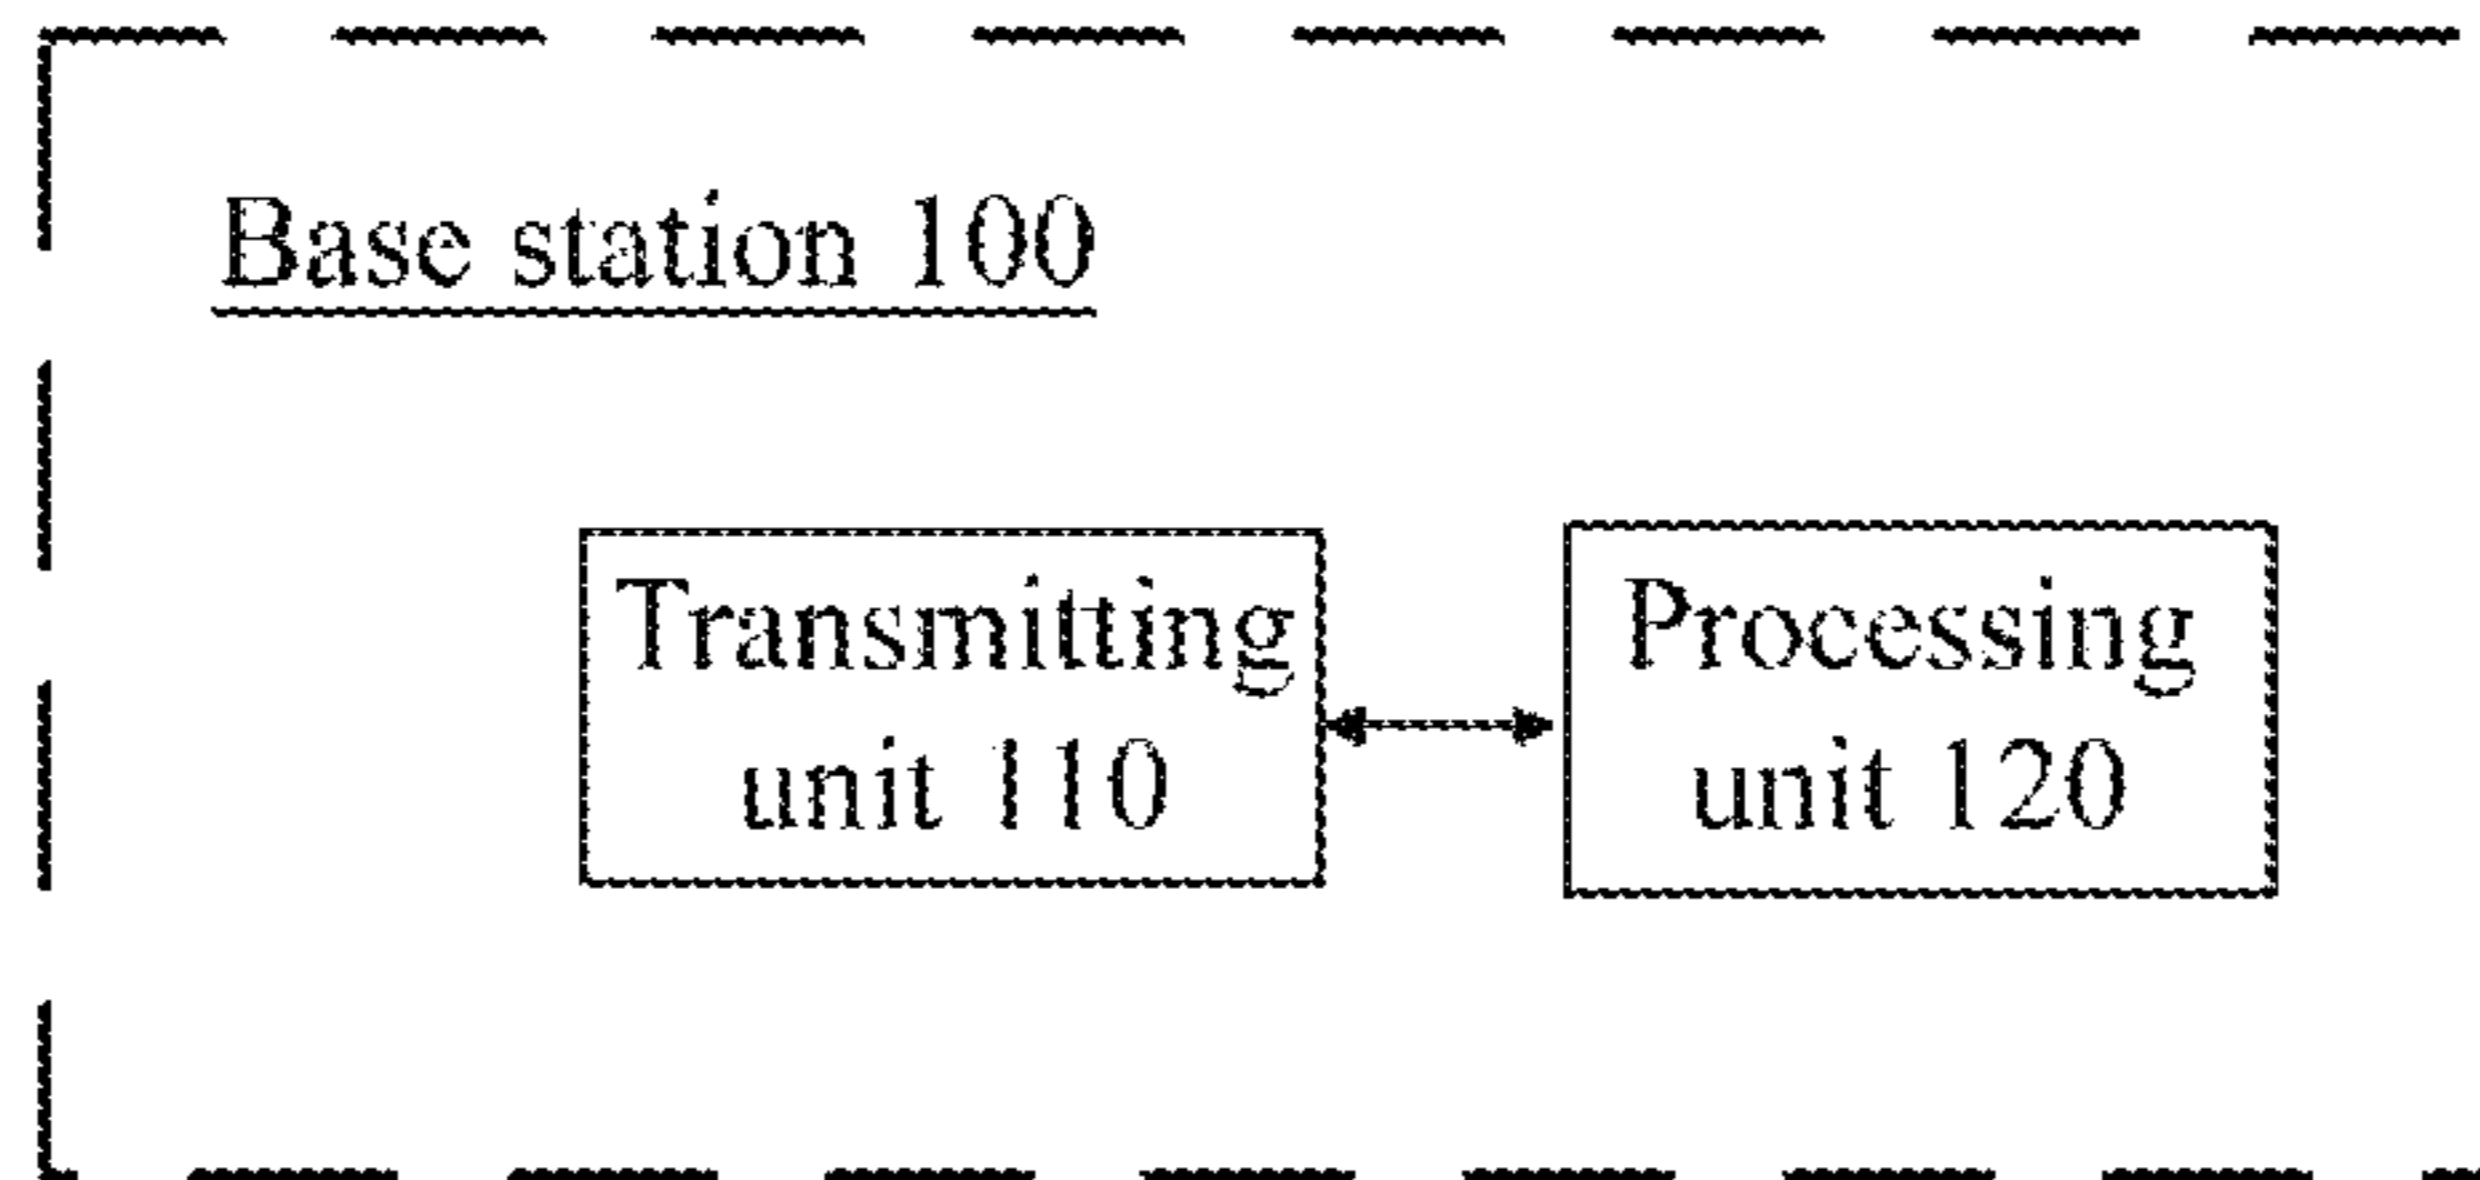 Base station 100
Transmitting
unit 110
Processing
unit 120